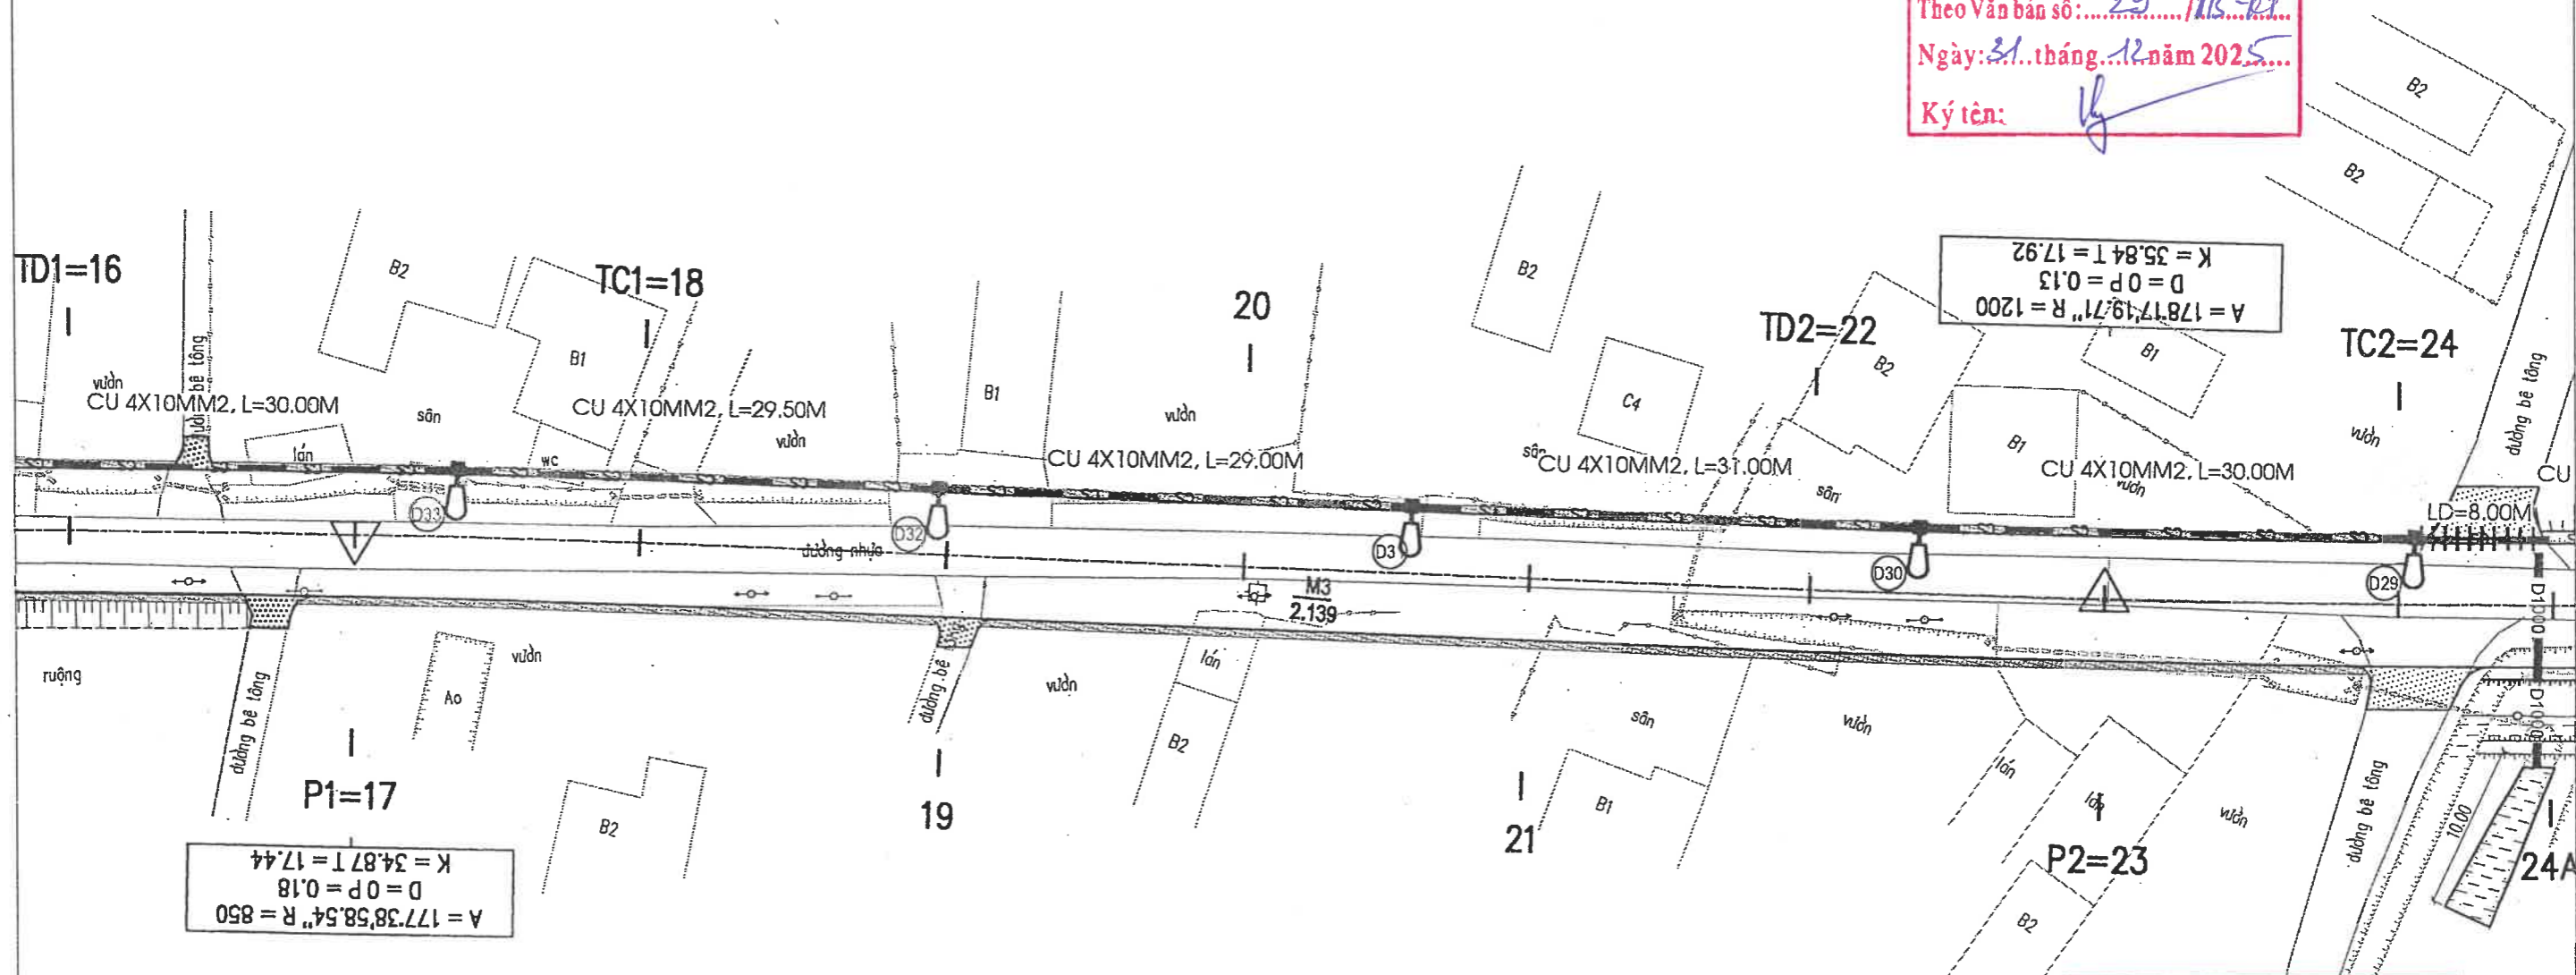 Theo Văn bản số:
Ngày: 31 tháng 12 năm 2025
Ký tên:
B2
B2
TD1=16
B2
TC1=18
20
B2
TD2=22
K = 35.84 T = 17.92
D = 0 P = 0.13
A = 178°17'19.71" R = 1200
TC2=24
đường bê tông
B1
B1
B2
B1
vườn
CU 4X10MM2, L=30.00M
sân
CU 4X10MM2, L=29.50M
vườn
vườn
C4
B1
vườn
đường bê tông
lán
wc
CU 4X10MM2, L=29.00M
sân
CU 4X10MM2, L=31.00M
sân
CU 4X10MM2, L=30.00M
vườn
CU
LD=8.00M
D33
D32
đường nhựa
D3
D30
D29
D1000
M3
2.139
ruộng
đường bê tông
Ao
vườn
đường bê
vườn
lán
B2
sân
vườn
D1000
P1=17
B2
19
21
B1
lán
vườn
đường bê tông
10.00
P2=23
24A
B2
K = 34.87 T = 17.44
D = 0 P = 0.18
A = 177°38'58.54" R = 850